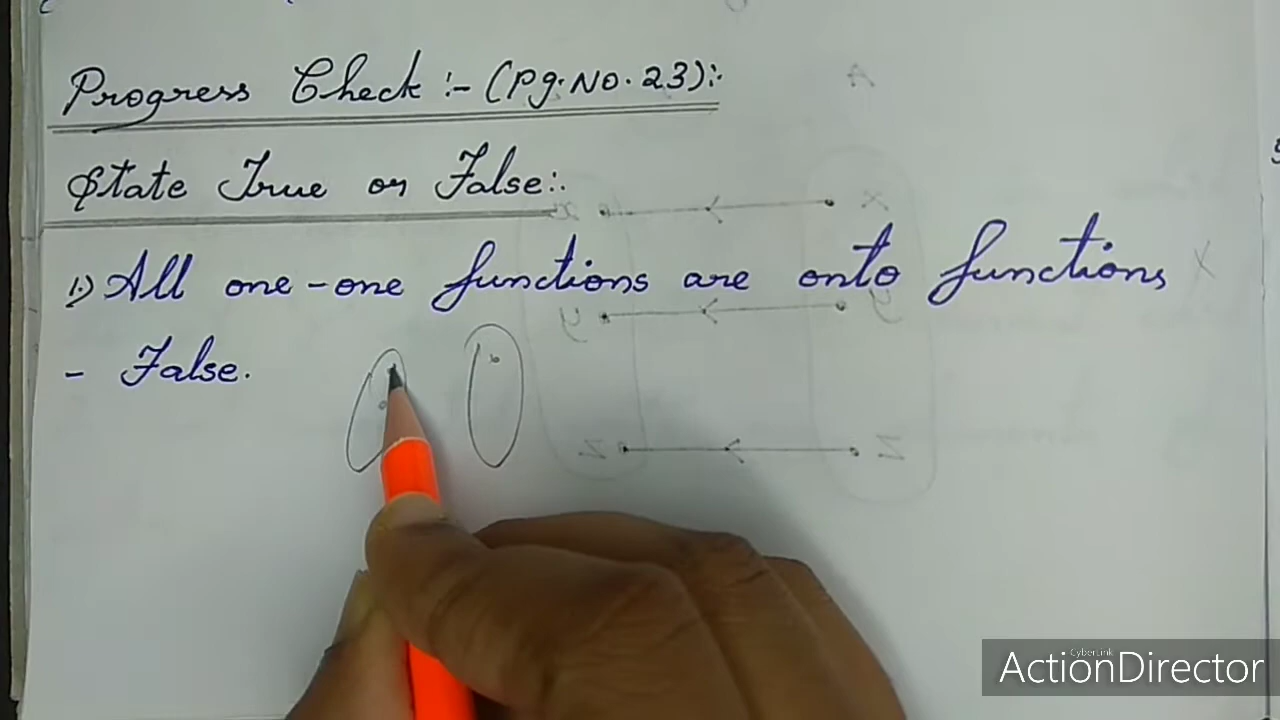 Progress Check :- (Pg.No.23):-
State True or False:-
1.) All one-one functions are onto functions
- False.
CyberLink
ActionDirector